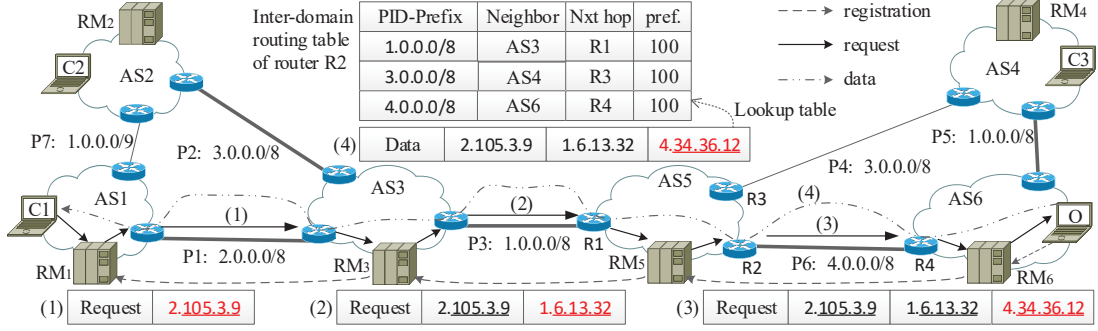 RM2
C2
AS2
P7: 1.0.0.0/9
P2: 3.0.0.0/8
Inter-domain
routing table
of router R2
PID-Prefix Neighbor Nxt hop pref.
1.0.0.0/8 AS3 R1 100
3.0.0.0/8 AS4 R3 100
4.0.0.0/8 AS6 R4 100
Lookup table
(4) Data 2.105.3.9 1.6.13.32 4.34.36.12
registration
request
data
RM4
AS4
C3
P5: 1.0.0.0/8
P4: 3.0.0.0/8
C1
AS1
RM1
(1)
P1: 2.0.0.0/8
AS3
RM3
(2)
P3: 1.0.0.0/8
AS5
R1
R3
RM5
R2
(4)
(3)
P6: 4.0.0.0/8
AS6
R4
O
RM6
(1) Request 2.105.3.9
(2) Request 2.105.3.9 1.6.13.32
(3) Request 2.105.3.9 1.6.13.32 4.34.36.12